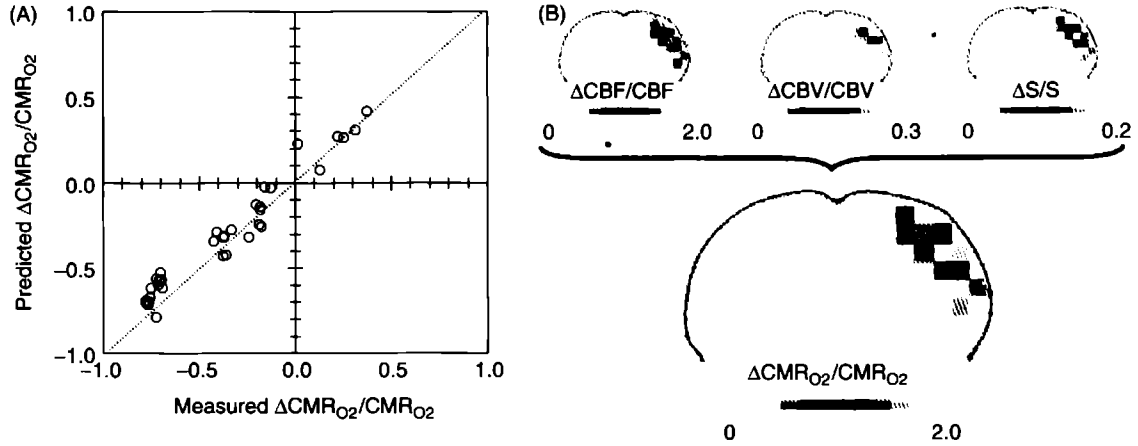 (A)
1.0
0.5
0.0
−0.5
−1.0
−1.0
−0.5
0.0
0.5
1.0
Predicted ΔCMRO2/CMRO2
Measured ΔCMRO2/CMRO2
(B)
ΔCBF/CBF
ΔCBV/CBV
ΔS/S
0
2.0
0
0.3
0
0.2
ΔCMRO2/CMRO2
0
2.0